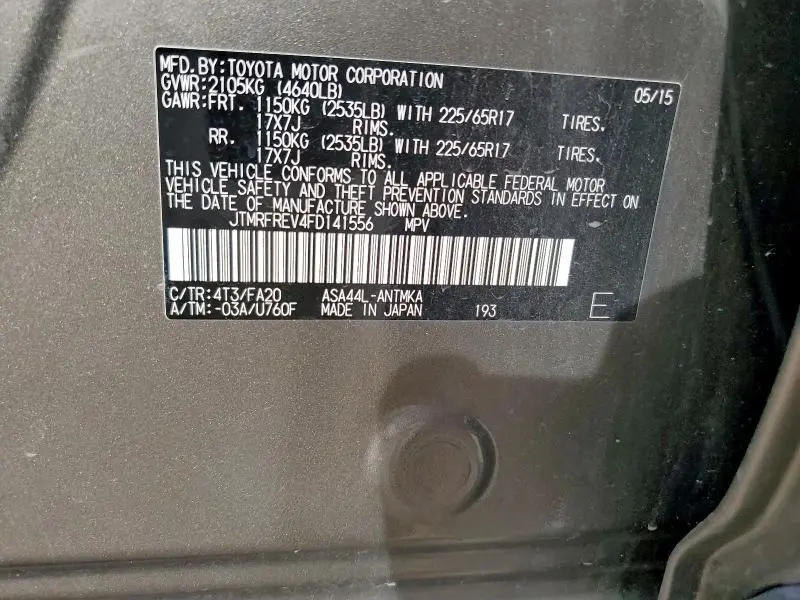 MFD.BY:TOYOTA MOTOR CORPORATION 05/15
GVWR:2105KG (4640LB)
GAWR:FRT. 1150KG (2535LB) WITH 225/65R17 TIRES.
17X7J RIMS.
RR. 1150KG (2535LB) WITH 225/65R17 TIRES.
17X7J RIMS.
THIS VEHICLE CONFORMS TO ALL APPLICABLE FEDERAL MOTOR
VEHICLE SAFETY AND THEFT PREVENTION STANDARDS IN EFFECT ON
THE DATE OF MANUFACTURE SHOWN ABOVE.
JTMRFREV4FD141556 MPV
C/TR:4T3/FA20 ASA44L-ANTMKA
A/TM:-03A/U760F MADE IN JAPAN 193 E